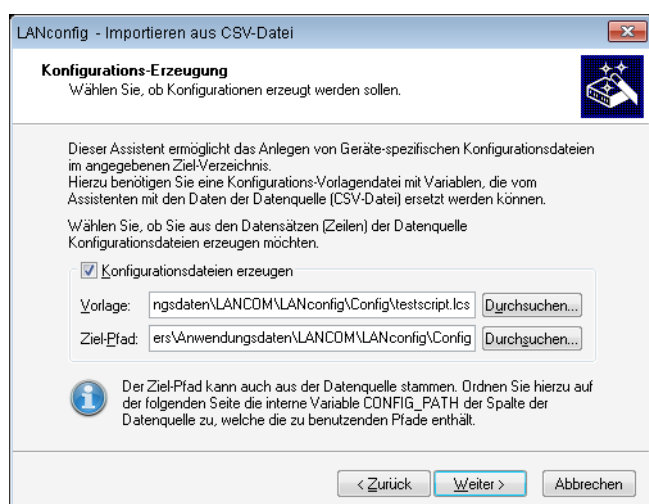 LANconfig - Importieren aus CSV-Datei
Konfigurations-Erzeugung
Wählen Sie, ob Konfigurationen erzeugt werden sollen.
Dieser Assistent ermöglicht das Anlegen von Geräte-spezifischen Konfigurationsdateien
im angegebenen Ziel-Verzeichnis.
Hierzu benötigen Sie eine Konfigurations-Vorlagendatei mit Variablen, die vom
Assistenten mit den Daten der Datenquelle (CSV-Datei) ersetzt werden können.
Wählen Sie, ob Sie aus den Datensätzen (Zeilen) der Datenquelle
Konfigurationsdateien erzeugen möchten.
Konfigurationsdateien erzeugen
Vorlage: ngsdaten\LANCOM\LANconfig\Config\testscript.lcs Durchsuchen...
Ziel-Pfad: ers\Anwendungsdaten\LANCOM\LANconfig\Config Durchsuchen...
Der Ziel-Pfad kann auch aus der Datenquelle stammen. Ordnen Sie hierzu auf
der folgenden Seite die interne Variable CONFIG_PATH der Spalte der
Datenquelle zu, welche die zu benutzenden Pfade enthält.
< Zurück Weiter > Abbrechen